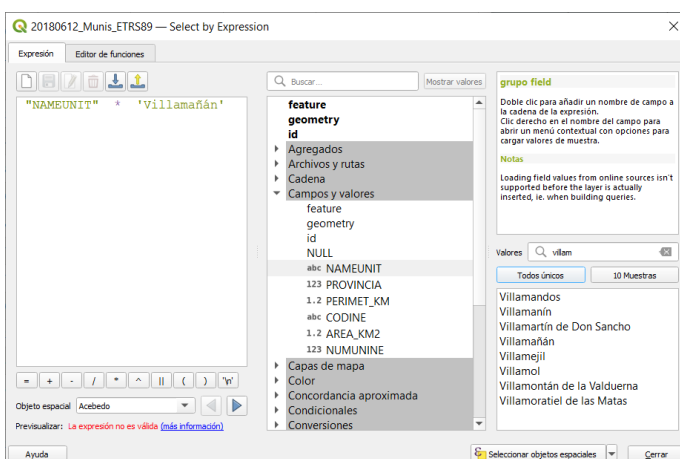 20180612_Munis_ETRS89 — Select by Expression
Expresión
Editor de funciones
"NAMEUNIT" * 'Villamañán'
= + - / * ^ || ( ) '\n'
Objeto espacial Acebedo
Previsualizar: La expresión no es válida (más información)
Buscar...
Mostrar valores
feature
geometry
id
Agregados
Archivos y rutas
Cadena
Campos y valores
feature
geometry
id
NULL
abc NAMEUNIT
123 PROVINCIA
1.2 PERIMET_KM
abc CODINE
1.2 AREA_KM2
123 NUMUNINE
Capas de mapa
Color
Concordancia aproximada
Condicionales
Conversiones
grupo field
Doble clic para añadir un nombre de campo a
la cadena de la expresión.
Clic derecho en el nombre del campo para
abrir un menú contextual con opciones para
cargar valores de muestra.
Notas
Loading field values from online sources isn't
supported before the layer is actually
inserted, ie. when building queries.
Valores villam
Todos únicos
10 Muestras
Villamandos
Villamanín
Villamartín de Don Sancho
Villamañán
Villamejil
Villamol
Villamontán de la Valduerna
Villamoratiel de las Matas
Ayuda
Seleccionar objetos espaciales
Cerrar